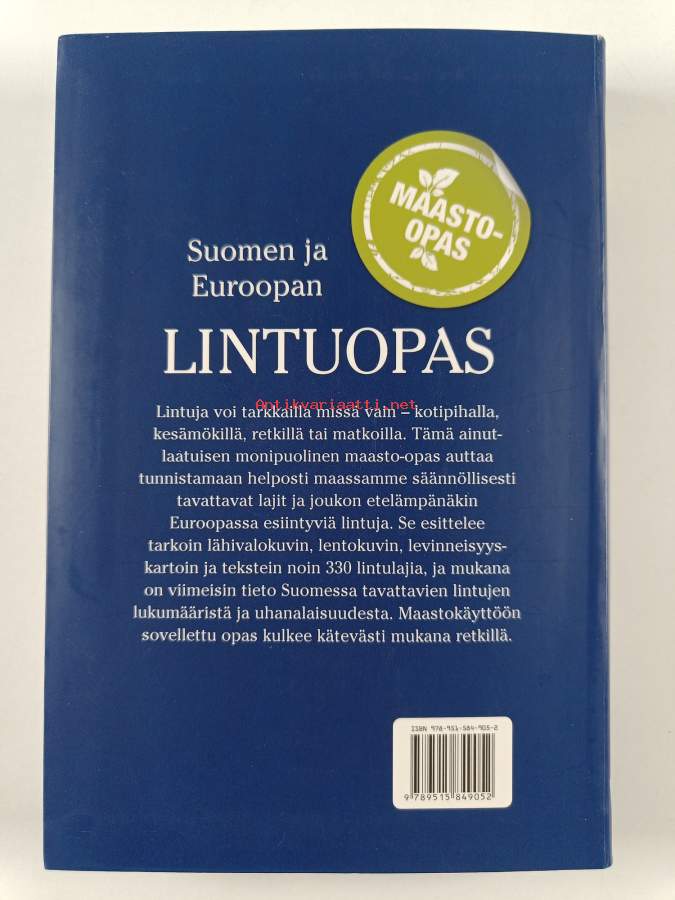 MAASTO-
OPAS
Suomen ja
Euroopan
LINTUOPAS
Antikvariaatti.net
Lintuja voi tarkkailla missä vain – kotipihalla,
kesämökillä, retkillä tai matkoilla. Tämä ainut-
laatuisen monipuolinen maasto-opas auttaa
tunnistamaan helposti maassamme säännöllisesti
tavattavat lajit ja joukon etelämpänäkin
Euroopassa esiintyviä lintuja. Se esittelee
tarkoin lähivalokuvin, lentokuvin, levinneisyys-
kartoin ja tekstein noin 330 lintulajia, ja mukana
on viimeisin tieto Suomessa tavattavien lintujen
lukumääristä ja uhanalaisuudesta. Maastokäyttöön
sovellettu opas kulkee kätevästi mukana retkillä.
ISBN 978-951-584-905-2
9 789515 849052